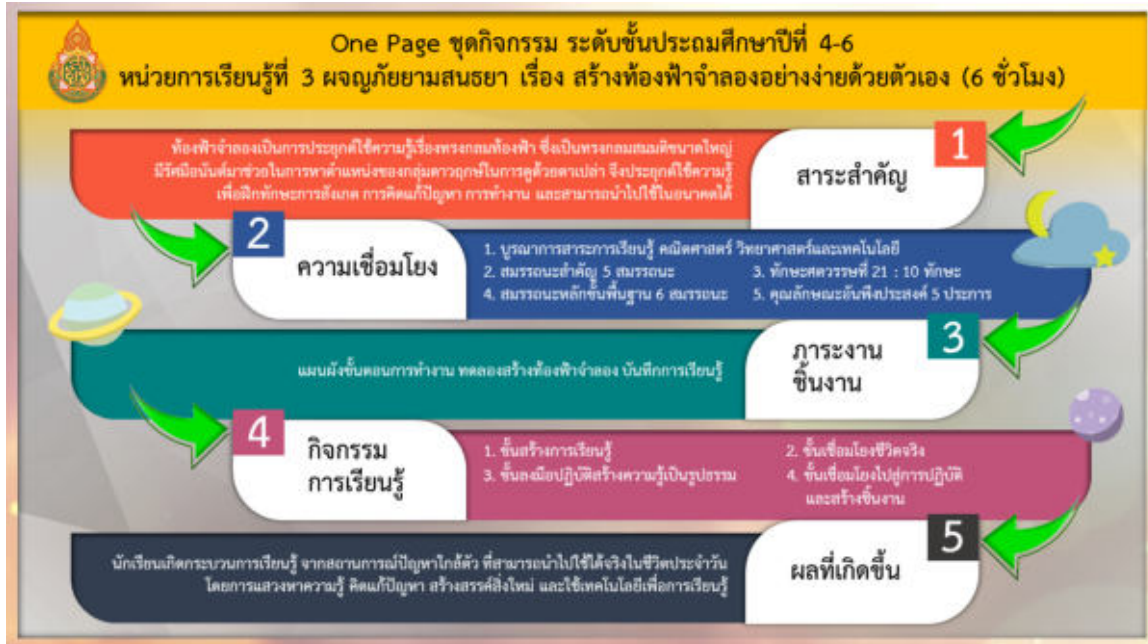 One Page ชุดกิจกรรม ระดับชั้นประถมศึกษาปีที่ 4-6
หน่วยการเรียนรู้ที่ 3 ผจญภัยยามสนธยา เรื่อง สร้างท้องฟ้าจำลองอย่างง่ายด้วยตัวเอง (6 ชั่วโมง)
1
สาระสำคัญ
ท้องฟ้าจำลองเป็นการประยุกต์ใช้ความรู้เรื่องทรงกลมท้องฟ้า ซึ่งเป็นทรงกลมสมมติขนาดใหญ่
มีรัศมีอนันต์มาช่วยในการหาตำแหน่งของกลุ่มดาวฤกษ์ในการดูด้วยตาเปล่า จึงประยุกต์ใช้ความรู้
เพื่อฝึกทักษะการสังเกต การคิดแก้ปัญหา การทำงาน และสามารถนำไปใช้ในอนาคตได้
2
ความเชื่อมโยง
1. บูรณาการสาระการเรียนรู้ คณิตศาสตร์ วิทยาศาสตร์และเทคโนโลยี
2. สมรรถนะสำคัญ 5 สมรรถนะ 3. ทักษะศตวรรษที่ 21 : 10 ทักษะ
4. สมรรถนะหลักขั้นพื้นฐาน 6 สมรรถนะ 5. คุณลักษณะอันพึงประสงค์ 5 ประการ
3
ภาระงาน
ชิ้นงาน
แผนผังขั้นตอนการทำงาน ทดลองสร้างท้องฟ้าจำลอง บันทึกการเรียนรู้
4
กิจกรรม
การเรียนรู้
1. ขั้นสร้างการเรียนรู้ 2. ขั้นเชื่อมโยงชีวิตจริง
3. ขั้นลงมือปฏิบัติสร้างความรู้เป็นรูปธรรม 4. ขั้นเชื่อมโยงไปสู่การปฏิบัติ
และสร้างชิ้นงาน
5
ผลที่เกิดขึ้น
นักเรียนเกิดกระบวนการเรียนรู้ จากสถานการณ์ปัญหาใกล้ตัว ที่สามารถนำไปใช้ได้จริงในชีวิตประจำวัน
โดยการแสวงหาความรู้ คิดแก้ปัญหา สร้างสรรค์สิ่งใหม่ และใช้เทคโนโลยีเพื่อการเรียนรู้